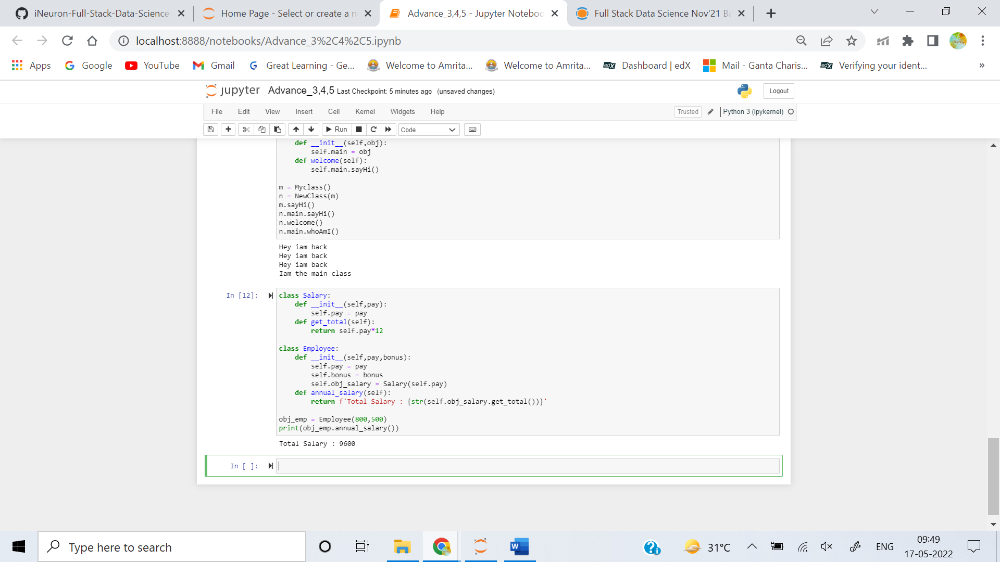 iNeuron-Full-Stack-Data-Science
Home Page - Select or create a n
Advance_3,4,5 - Jupyter Noteboo
Full Stack Data Science Nov'21 Ba
localhost:8888/notebooks/Advance_3%2C4%2C5.ipynb
Apps
Google
YouTube
Gmail
Great Learning - Ge...
Welcome to Amrita...
Welcome to Amrita...
Dashboard | edX
Mail - Ganta Charis...
Verifying your ident...
»
jupyter Advance_3,4,5 Last Checkpoint: 5 minutes ago (unsaved changes)
Logout
File Edit View Insert Cell Kernel Widgets Help
Trusted
Python 3 (ipykernel)
Run
Code
def __init__(self,obj):
self.main = obj
def welcome(self):
self.main.sayHi()
m = Myclass()
n = NewClass(m)
m.sayHi()
n.main.sayHi()
n.welcome()
n.main.whoAmI()
Hey iam back
Hey iam back
Hey iam back
Iam the main class
In [12]:
class Salary:
def __init__(self,pay):
self.pay = pay
def get_total(self):
return self.pay*12
class Employee:
def __init__(self,pay,bonus):
self.pay = pay
self.bonus = bonus
self.obj_salary = Salary(self.pay)
def annual_salary(self):
return f'Total Salary : {str(self.obj_salary.get_total())}'
obj_emp = Employee(800,500)
print(obj_emp.annual_salary())
Total Salary : 9600
In [ ]:
Type here to search
31°C
ENG
09:49
17-05-2022